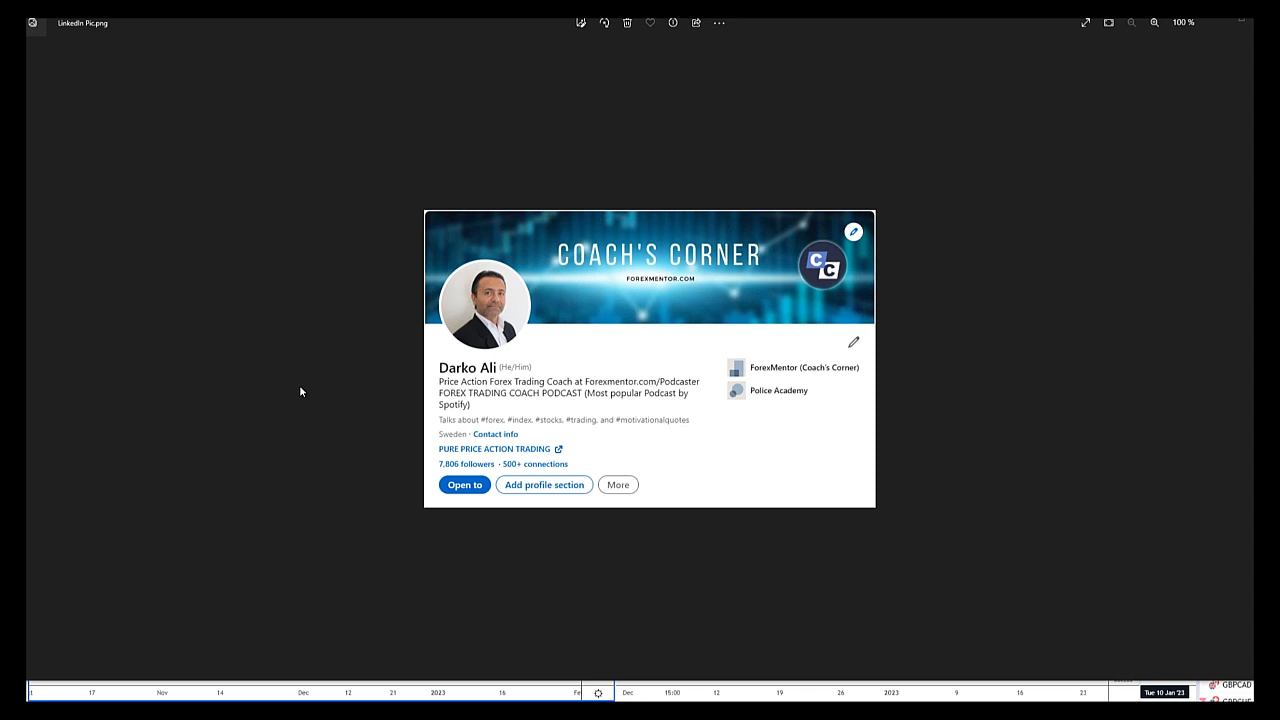 LinkedIn Pic.png
100 %
COACH'S CORNER
FOREXMENTOR.COM
CC
Darko Ali (He/Him)
Price Action Forex Trading Coach at Forexmentor.com/Podcaster
FOREX TRADING COACH PODCAST (Most popular Podcast by
Spotify)
Talks about #forex, #index, #stocks, #trading, and #motivationalquotes
Sweden · Contact info
PURE PRICE ACTION TRADING
7,806 followers · 500+ connections
Open to Add profile section More
ForexMentor (Coach's Corner)
Police Academy
17 Nov 14 Dec 12 21 2023 16 Fe Dec 15:00 12 19 26 2023 9 16 23 Tue 10 Jan '23
GBPCAD